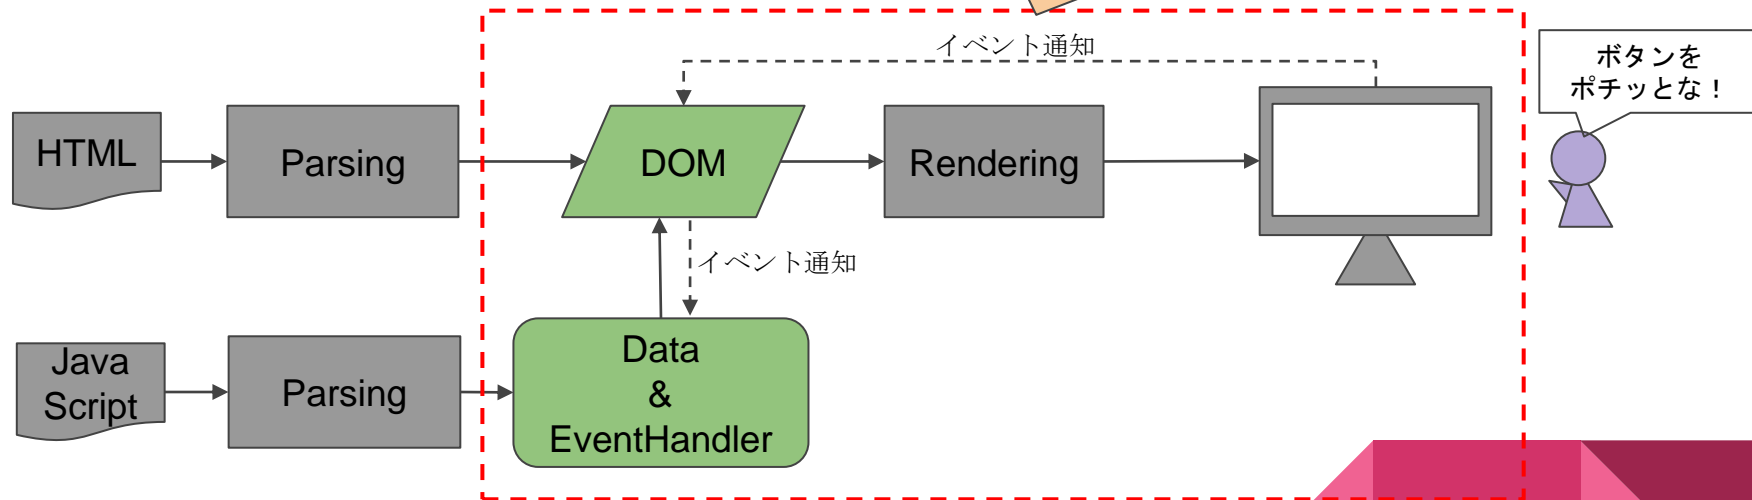 イベント通知
ボタンを
ポチッとな！
HTML
Parsing
DOM
Rendering
イベント通知
Java
Script
Parsing
Data
&
EventHandler